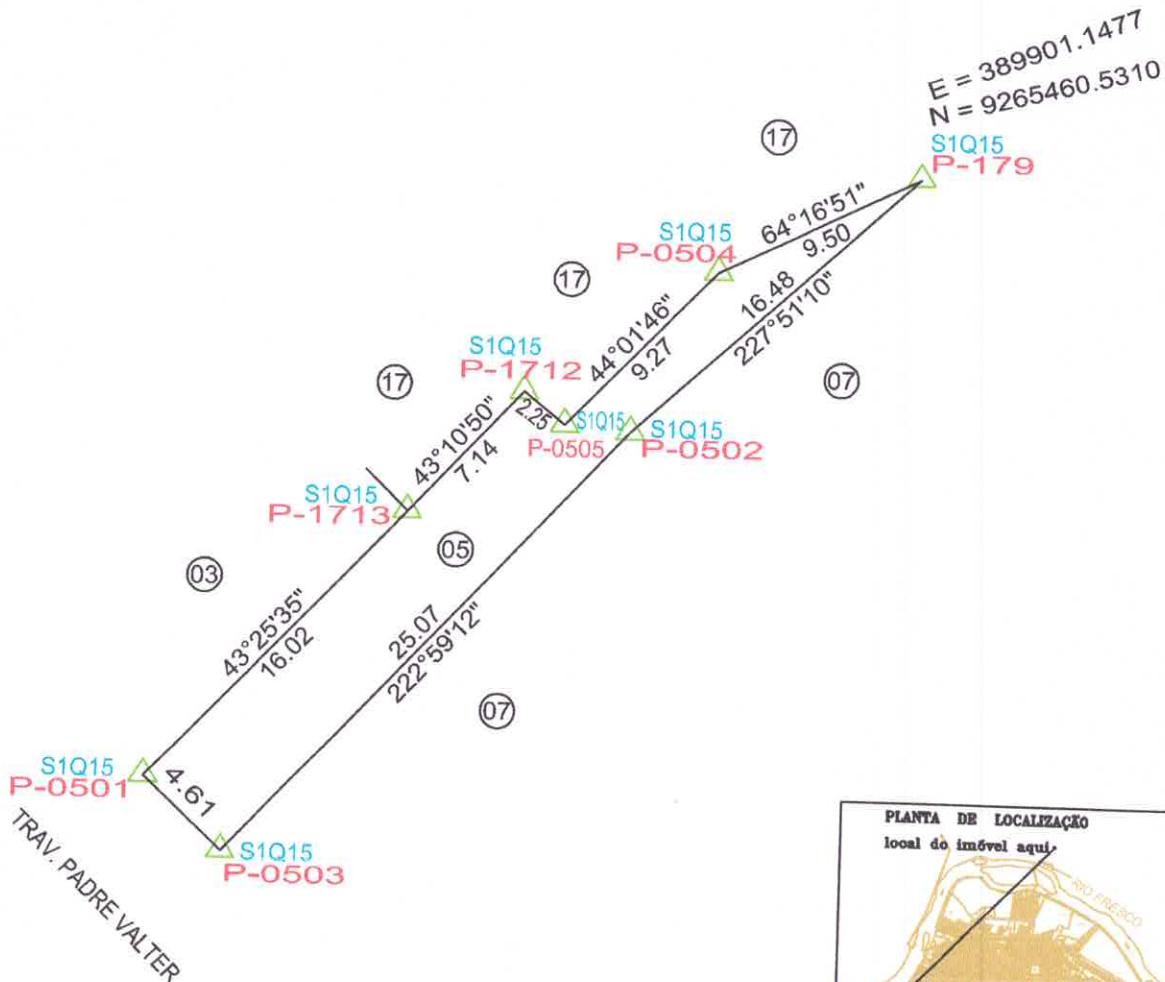 E = 389901.1477
N = 9265460.5310
17
S1Q15
P-179
64°16'51"
9.50
S1Q15
P-0504
17
16.48
227°51'10"
44°01'46"
9.27
S1Q15
P-1712
17
07
2.25
S1Q15
P-0505
S1Q15
P-0502
43°10'50"
7.14
S1Q15
P-1713
05
03
43°25'35"
16.02
25.07
222°59'12"
07
S1Q15
P-0501
4.61
S1Q15
P-0503
TRAV. PADRE VALTER
PLANTA DE LOCALIZAÇÃO
local do imóvel aqui
RIO FRESCO